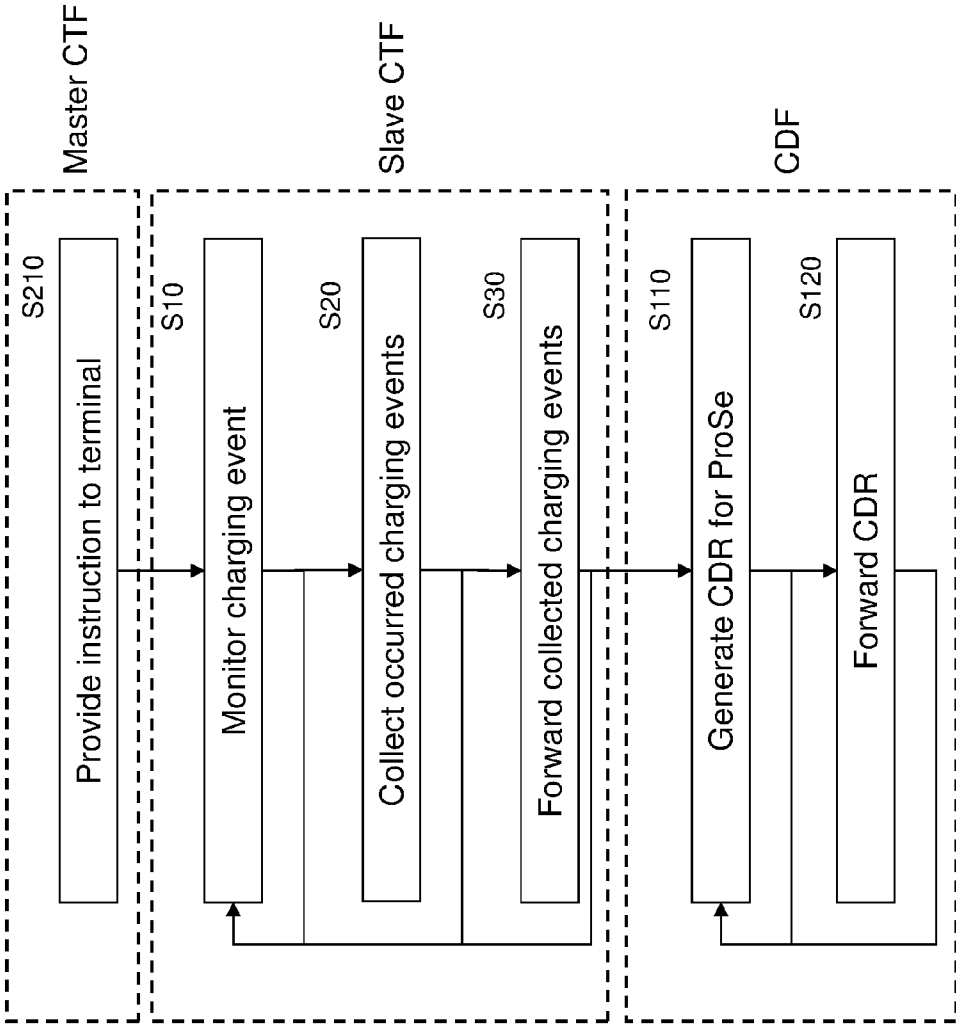 Master CTF
S210
Provide instruction to terminal
Slave CTF
S10
Monitor charging event
S20
Collect occurred charging events
S30
Forward collected charging events
CDF
S110
Generate CDR for ProSe
S120
Forward CDR